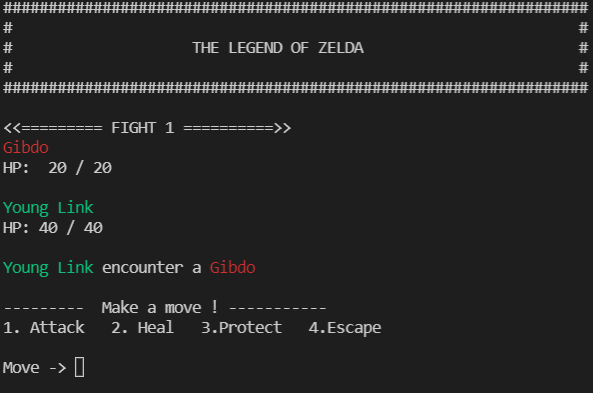 #################################################################
#                                                               #
#                    THE LEGEND OF ZELDA                        #
#                                                               #
#################################################################
<<========= FIGHT 1 ==========>>
Gibdo
HP:  20 / 20
Young Link
HP: 40 / 40
Young Link encounter a Gibdo
---------  Make a move ! -----------
1. Attack   2. Heal   3.Protect   4.Escape
Move ->